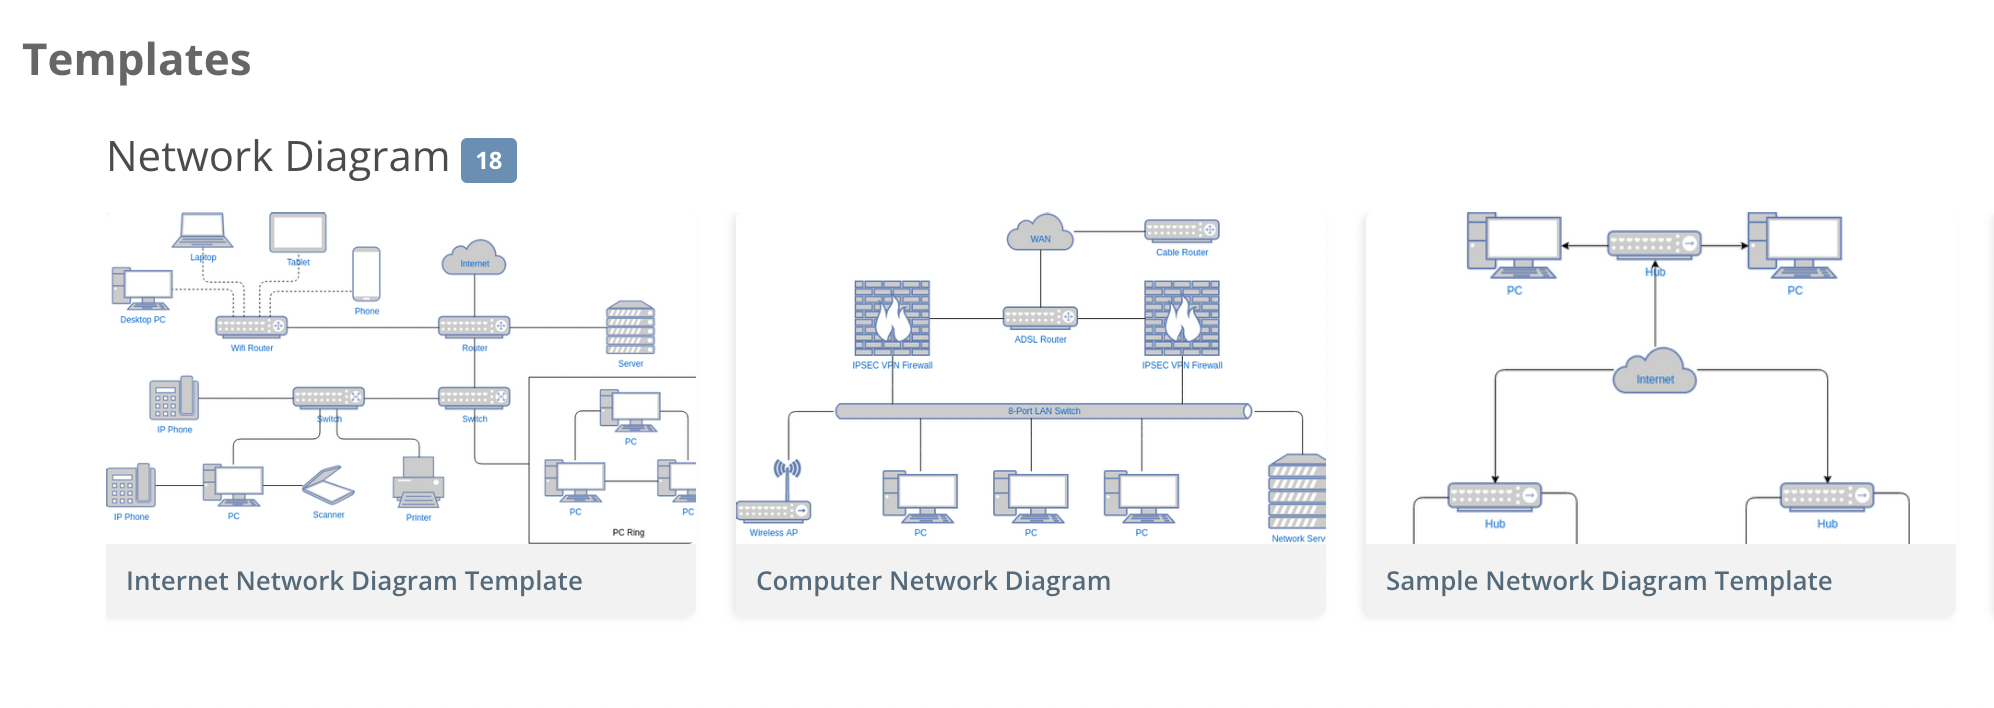 Templates
Network Diagram 18
Laptop
Tablet
Internet
Desktop PC
Phone
Wifi Router
Router
Server
IP Phone
Switch
Switch
PC
IP Phone
PC
Scanner
Printer
PC
PC
PC Ring
Internet Network Diagram Template
WAN
Cable Router
ADSL Router
IPSEC VPN Firewall
IPSEC VPN Firewall
8-Port LAN Switch
Wireless AP
PC
PC
PC
Network Serv
Computer Network Diagram
Hub
PC
PC
Internet
Hub
Hub
Sample Network Diagram Template